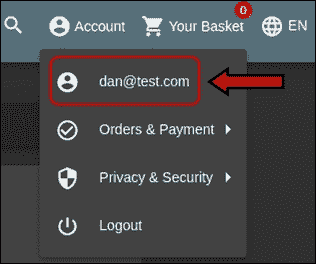 Account Your Basket 0 EN
dan@test.com
Orders & Payment
Privacy & Security
Logout